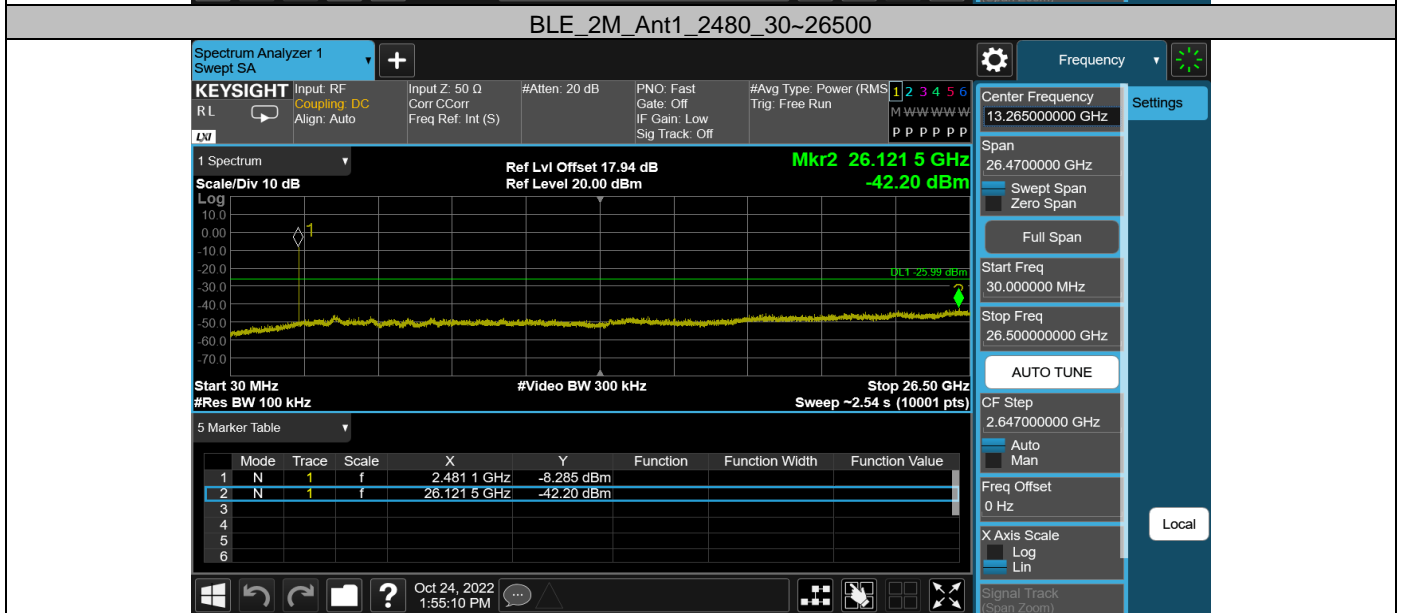 BLE_2M_Ant1_2480_30~26500
Spectrum Analyzer 1
Swept SA
+
Frequency
KEYSIGHT
RL
LXI
Input: RF
Coupling: DC
Align: Auto
Input Z: 50 Ω
Corr CCorr
Freq Ref: Int (S)
#Atten: 20 dB
PNO: Fast
Gate: Off
IF Gain: Low
Sig Track: Off
#Avg Type: Power (RMS
Trig: Free Run
1 2 3 4 5 6
M W W W W W
P P P P P P
Center Frequency
13.265000000 GHz
Settings
Span
26.4700000 GHz
Swept Span
Zero Span
Full Span
Start Freq
30.000000 MHz
Stop Freq
26.500000000 GHz
AUTO TUNE
CF Step
2.647000000 GHz
Auto
Man
Freq Offset
0 Hz
X Axis Scale
Log
Lin
Signal Track
(Span Zoom)
Local
1 Spectrum
Scale/Div 10 dB
Ref Lvl Offset 17.94 dB
Ref Level 20.00 dBm
Mkr2 26.121 5 GHz
-42.20 dBm
Log
10.0
0.00
-10.0
-20.0
-30.0
-40.0
-50.0
-60.0
-70.0
1
DL1 -25.99 dBm
2
Start 30 MHz
#Res BW 100 kHz
#Video BW 300 kHz
Stop 26.50 GHz
Sweep ~2.54 s (10001 pts)
5 Marker Table
Mode Trace Scale X Y Function Function Width Function Value
1 N 1 f 2.481 1 GHz -8.285 dBm
2 N 1 f 26.121 5 GHz -42.20 dBm
3
4
5
6
?
Oct 24, 2022
1:55:10 PM